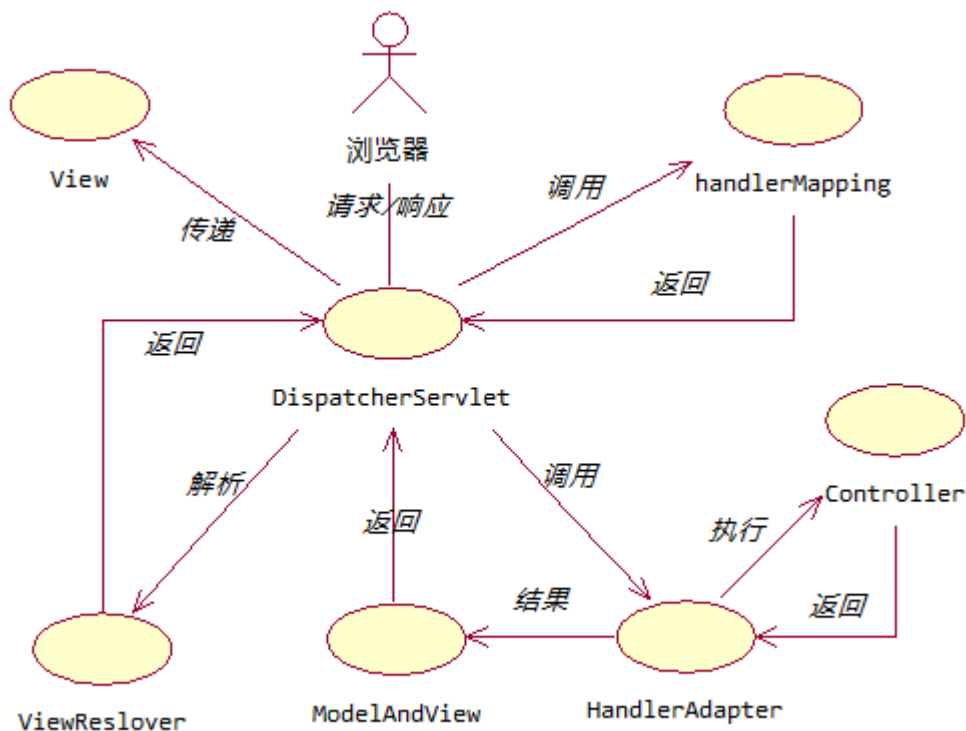 浏览器
View
handlerMapping
请求/响应
调用
传递
返回
返回
DispatcherServlet
解析
调用
返回
Controller
执行
结果
返回
ViewReslover
ModelAndView
HandlerAdapter